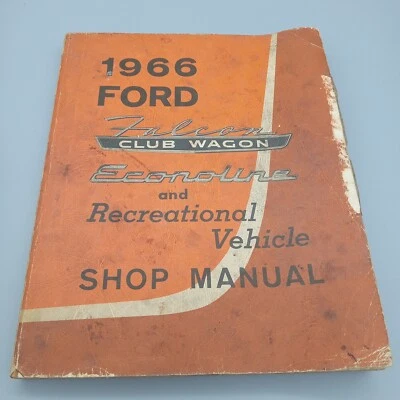 1966
FORD
Falcon
CLUB WAGON
Econoline
and
Recreational
Vehicle
SHOP MANUAL